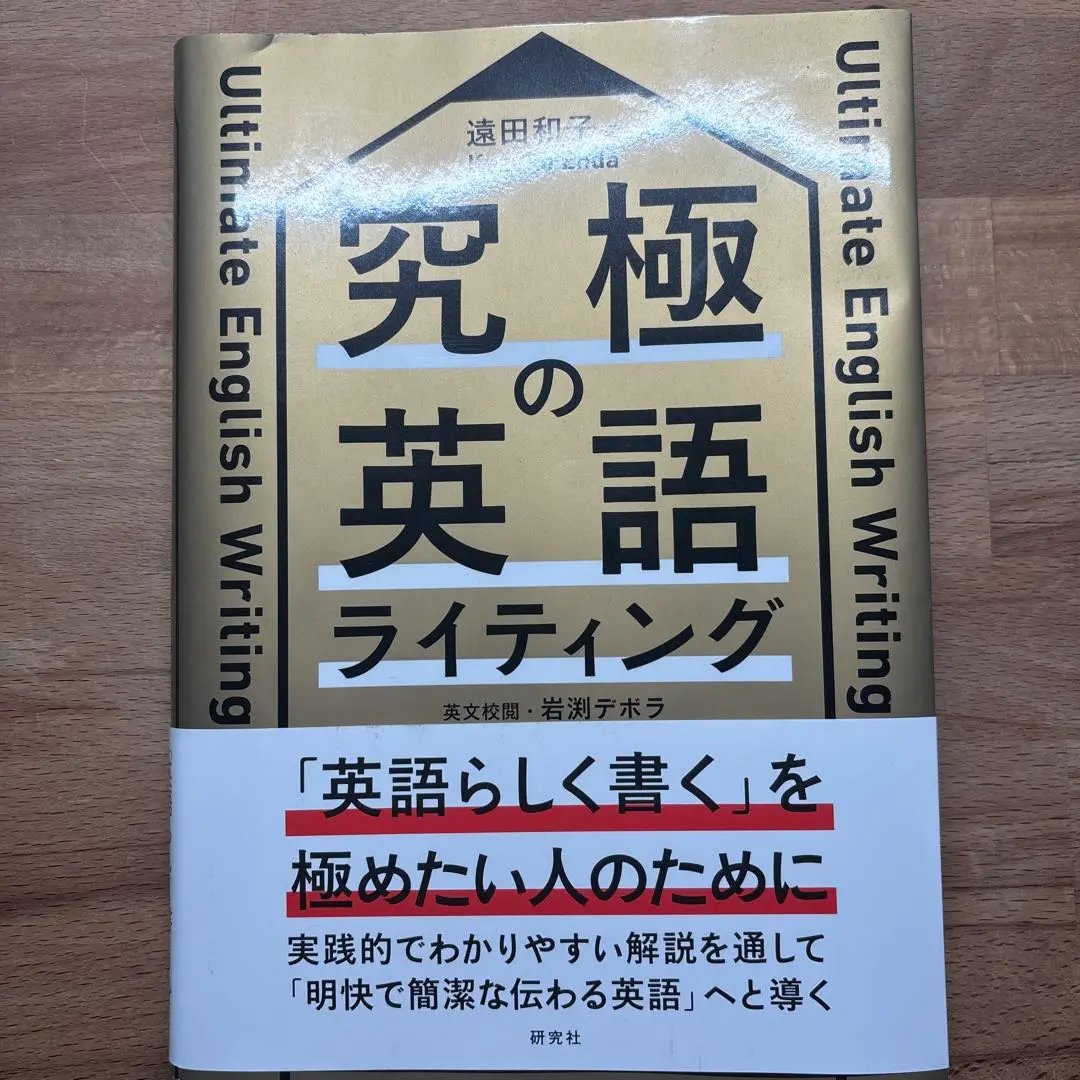 Ultimate English Writing
遠田和子
Enda
究極
の
英語
ライティング
英文校閲・岩渕デボラ
Ultimate English Writing
「英語らしく書く」を
極めたい人のために
実践的でわかりやすい解説を通して
「明快で簡潔な伝わる英語」へと導く
研究社